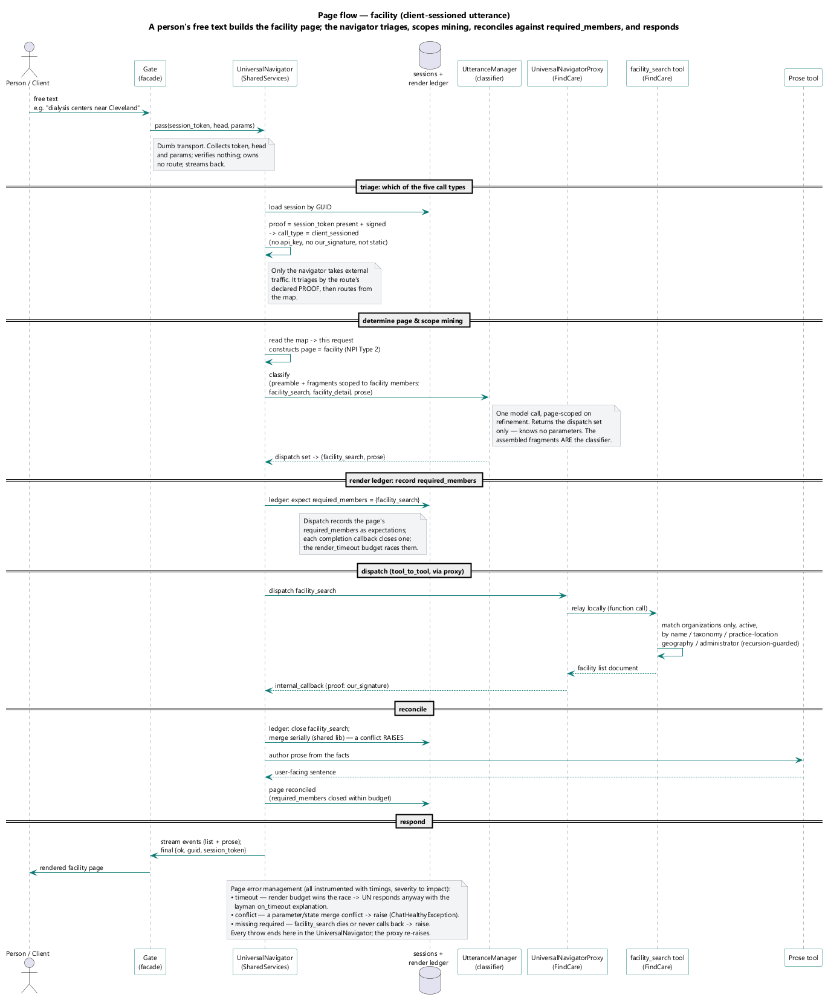 Page flow — facility (client-sessioned utterance)
A person's free text builds the facility page; the navigator triages, scopes mining, reconciles against required_members, and responds
Person / Client
Gate
(facade)
UniversalNavigator
(SharedServices)
sessions +
render ledger
UtteranceManager
(classifier)
UniversalNavigatorProxy
(FindCare)
facility_search tool
(FindCare)
Prose tool
free text
e.g. "dialysis centers near Cleveland"
pass(session_token, head, params)
Dumb transport. Collects token, head
and params; verifies nothing; owns
no route; streams back.
triage: which of the five call types
load session by GUID
proof = session_token present + signed
-> call_type = client_sessioned
(no api_key, no our_signature, not static)
Only the navigator takes external
traffic. It triages by the route's
declared PROOF, then routes from
the map.
determine page & scope mining
read the map -> this request
constructs page = facility (NPI Type 2)
classify
(preamble + fragments scoped to facility members:
facility_search, facility_detail, prose)
One model call, page-scoped on
refinement. Returns the dispatch set
only — knows no parameters. The
assembled fragments ARE the classifier.
dispatch set -> {facility_search, prose}
render ledger: record required_members
ledger: expect required_members = {facility_search}
Dispatch records the page's
required_members as expectations;
each completion callback closes one;
the render_timeout budget races them.
dispatch (tool_to_tool, via proxy)
dispatch facility_search
relay locally (function call)
match organizations only, active,
by name / taxonomy / practice-location
geography / administrator (recursion-guarded)
facility list document
internal_callback (proof: our_signature)
reconcile
ledger: close facility_search;
merge serially (shared lib) — a conflict RAISES
author prose from the facts
user-facing sentence
page reconciled
(required_members closed within budget)
respond
stream events (list + prose);
final {ok, guid, session_token}
rendered facility page
Page error management (all instrumented with timings, severity to impact):
• timeout — render budget wins the race -> UN responds anyway with the
layman on_timeout explanation.
• conflict — a parameter/state merge conflict -> raise (ChatHealthyException).
• missing required — facility_search dies or never calls back -> raise.
Every throw ends here in the UniversalNavigator; the proxy re-raises.
Person / Client
Gate
(facade)
UniversalNavigator
(SharedServices)
sessions +
render ledger
UtteranceManager
(classifier)
UniversalNavigatorProxy
(FindCare)
facility_search tool
(FindCare)
Prose tool